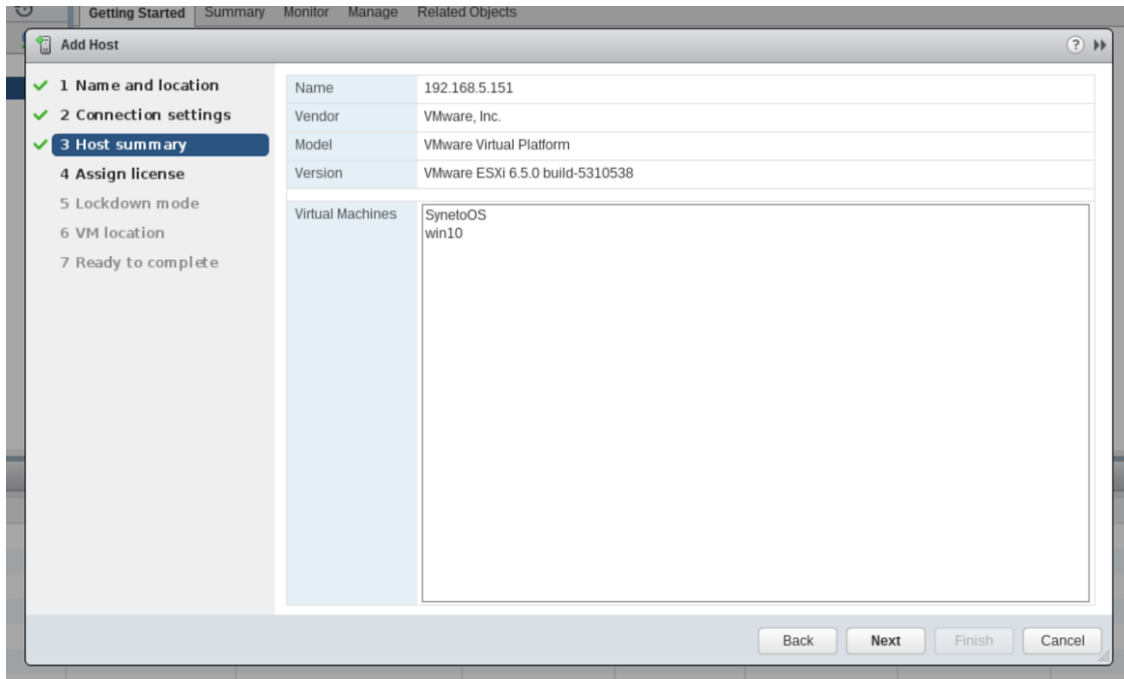 Getting Started Summary Monitor Manage Related Objects
Add Host
?
1 Name and location
2 Connection settings
3 Host summary
4 Assign license
5 Lockdown mode
6 VM location
7 Ready to complete
Name 192.168.5.151
Vendor VMware, Inc.
Model VMware Virtual Platform
Version VMware ESXi 6.5.0 build-5310538
Virtual Machines SynetoOS
win10
Back Next Finish Cancel